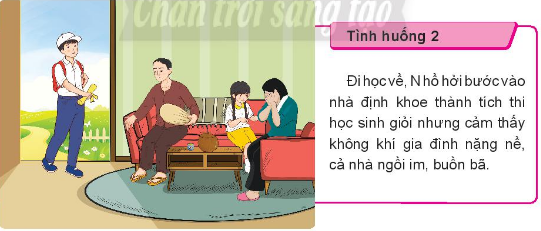 Chân trời sáng tạo
Tình huống 2
Đi học về, N hồ hởi bước vào
nhà định khoe thành tích thi
học sinh giỏi nhưng cảm thấy
không khí gia đình nặng nề,
cả nhà ngồi im, buồn bã.